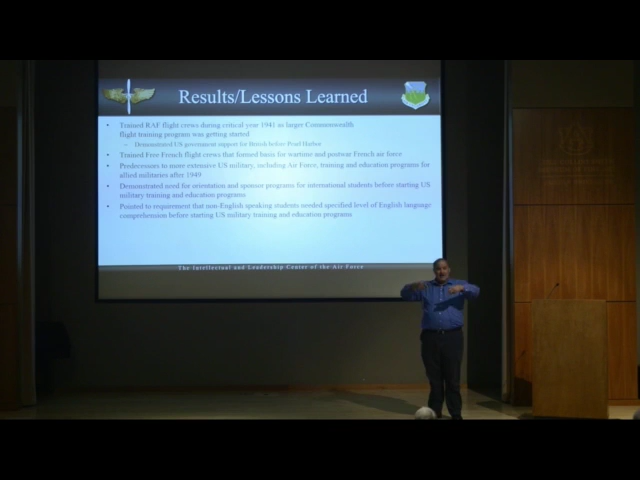 Results/Lessons Learned
• Trained RAF flight crews during critical year 1941 as larger Commonwealth
flight training program was getting started
– Demonstrated US government support for British before Pearl Harbor
• Trained Free French flight crews that formed basis for wartime and postwar French air force
• Predecessors to more extensive US military, including Air Force, training and education programs for
allied militaries after 1949
• Demonstrated need for orientation and sponsor programs for international students before starting US
military training and education programs
• Pointed to requirement that non-English speaking students needed specified level of English language
comprehension before starting US military training and education programs
The Intellectual and Leadership Center of the Air Force